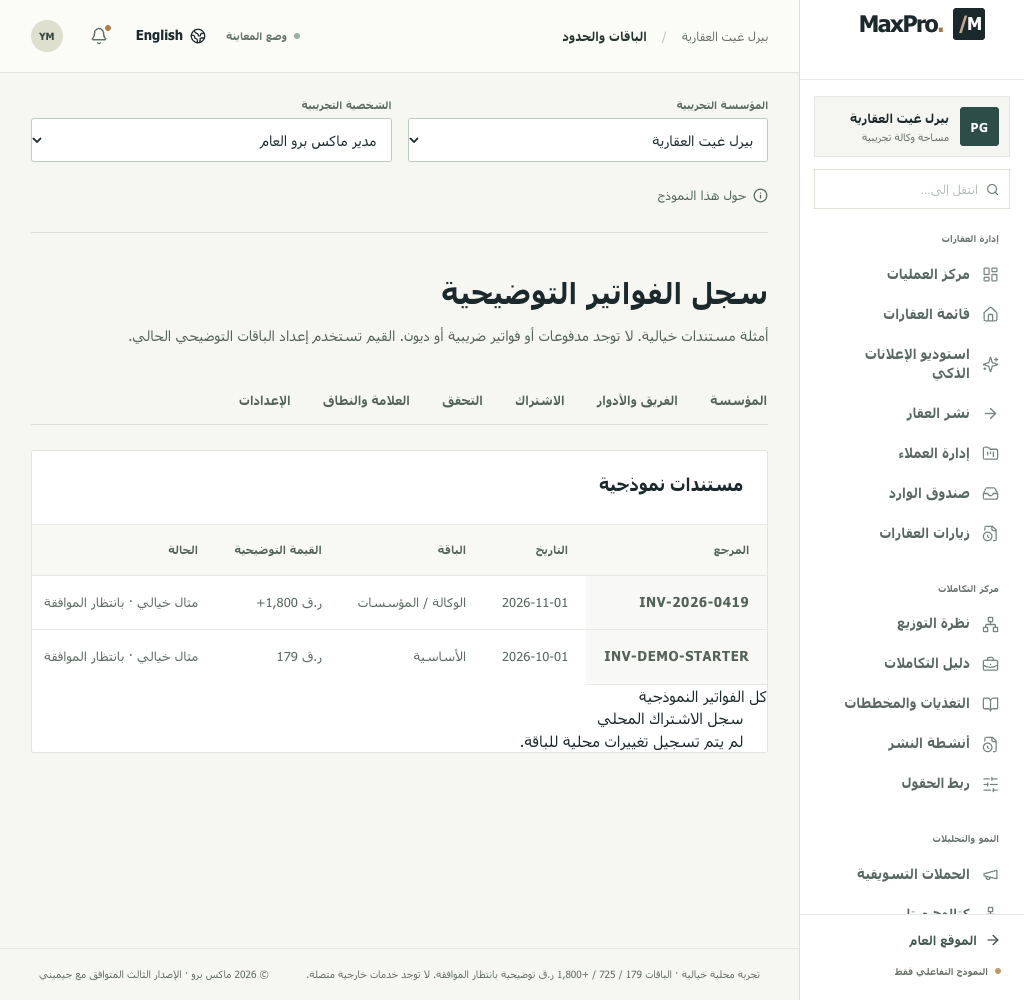 MaxPro. /M
بيرل غيت العقارية / الباقات والحدود
وضع المعاينة
English
YM
PG
بيرل غيت العقارية
مساحة وكالة تجريبية
انتقل إلى...
إدارة العقارات
مركز العمليات
قائمة العقارات
استوديو الإعلانات
الذكي
نشر العقار
إدارة العملاء
صندوق الوارد
زيارات العقارات
مركز التكاملات
نظرة التوزيع
دليل التكاملات
التغذيات والمخططات
أنشطة النشر
ربط الحقول
النمو والتحليلات
الحملات التسويقية
الموقع العام
النموذج التفاعلي فقط
المؤسسة التجريبية
بيرل غيت العقارية
الشخصية التجريبية
مدير ماكس برو العام
حول هذا النموذج
سجل الفواتير التوضيحية
أمثلة مستندات خيالية. لا توجد مدفوعات أو فواتير ضريبية أو ديون. القيم تستخدم إعداد الباقات التوضيحي الحالي.
المؤسسة الفريق والأدوار الاشتراك التحقق العلامة والنطاق الإعدادات
مستندات نموذجية
المرجع التاريخ الباقة القيمة التوضيحية الحالة
INV-2026-0419 2026-11-01 الوكالة / المؤسسات ر.ق 1,800+ مثال خيالي · بانتظار الموافقة
INV-DEMO-STARTER 2026-10-01 الأساسية ر.ق 179 مثال خيالي · بانتظار الموافقة
كل الفواتير النموذجية
سجل الاشتراك المحلي
لم يتم تسجيل تغييرات محلية للباقة.
تجربة محلية خيالية · الباقات 179 / 725 / +1,800 ر.ق توضيحية بانتظار الموافقة. لا توجد خدمات خارجية متصلة.
© 2026 ماكس برو · الإصدار الثالث المتوافق مع جيميني